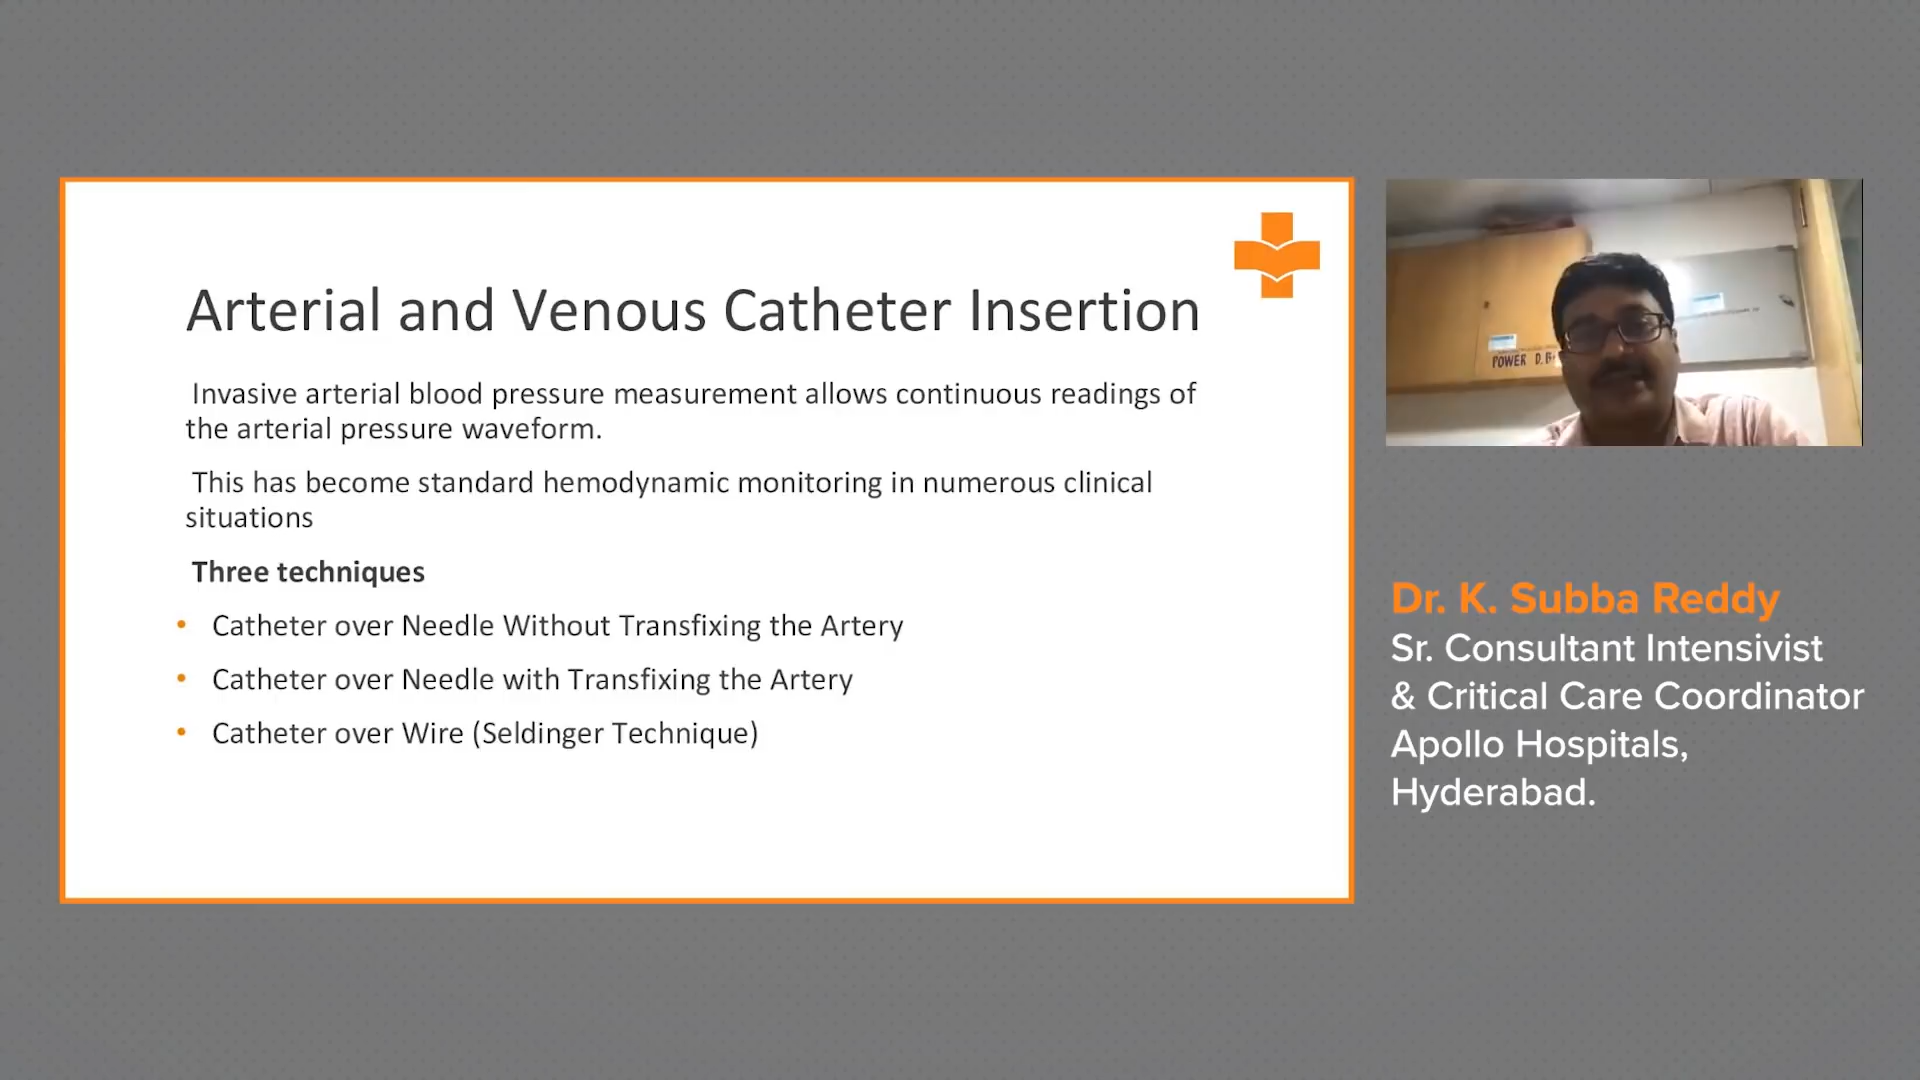 Arterial and Venous Catheter Insertion
Invasive arterial blood pressure measurement allows continuous readings of
the arterial pressure waveform.
This has become standard hemodynamic monitoring in numerous clinical
situations
Three techniques
• Catheter over Needle Without Transfixing the Artery
• Catheter over Needle with Transfixing the Artery
• Catheter over Wire (Seldinger Technique)
POWER D.
Dr. K. Subba Reddy
Sr. Consultant Intensivist
& Critical Care Coordinator
Apollo Hospitals,
Hyderabad.